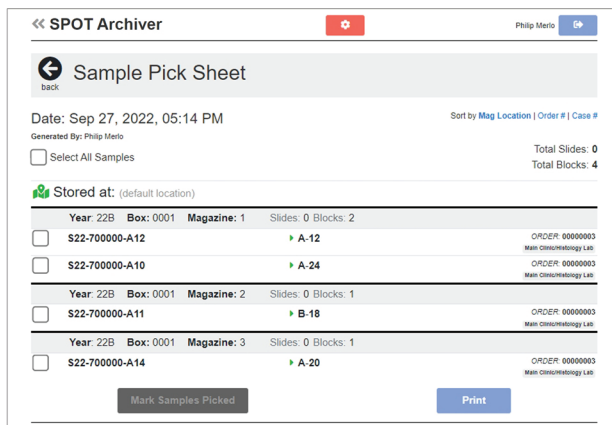 SPOT Archiver
Philip Merlo
back
Sample Pick Sheet
Date: Sep 27, 2022, 05:14 PM
Sort by Mag Location | Order # | Case #
Generated By: Philip Merlo
Select All Samples
Total Slides: 0
Total Blocks: 4
Stored at: (default location)
Year: 22B Box: 0001 Magazine: 1 Slides: 0 Blocks: 2
S22-700000-A12 A-12 ORDER: 00000003
Main Clinic/Histology Lab
S22-700000-A10 A-24 ORDER: 00000003
Main Clinic/Histology Lab
Year: 22B Box: 0001 Magazine: 2 Slides: 0 Blocks: 1
S22-700000-A11 B-18 ORDER: 00000003
Main Clinic/Histology Lab
Year: 22B Box: 0001 Magazine: 3 Slides: 0 Blocks: 1
S22-700000-A14 A-20 ORDER: 00000003
Main Clinic/Histology Lab
Mark Samples Picked Print